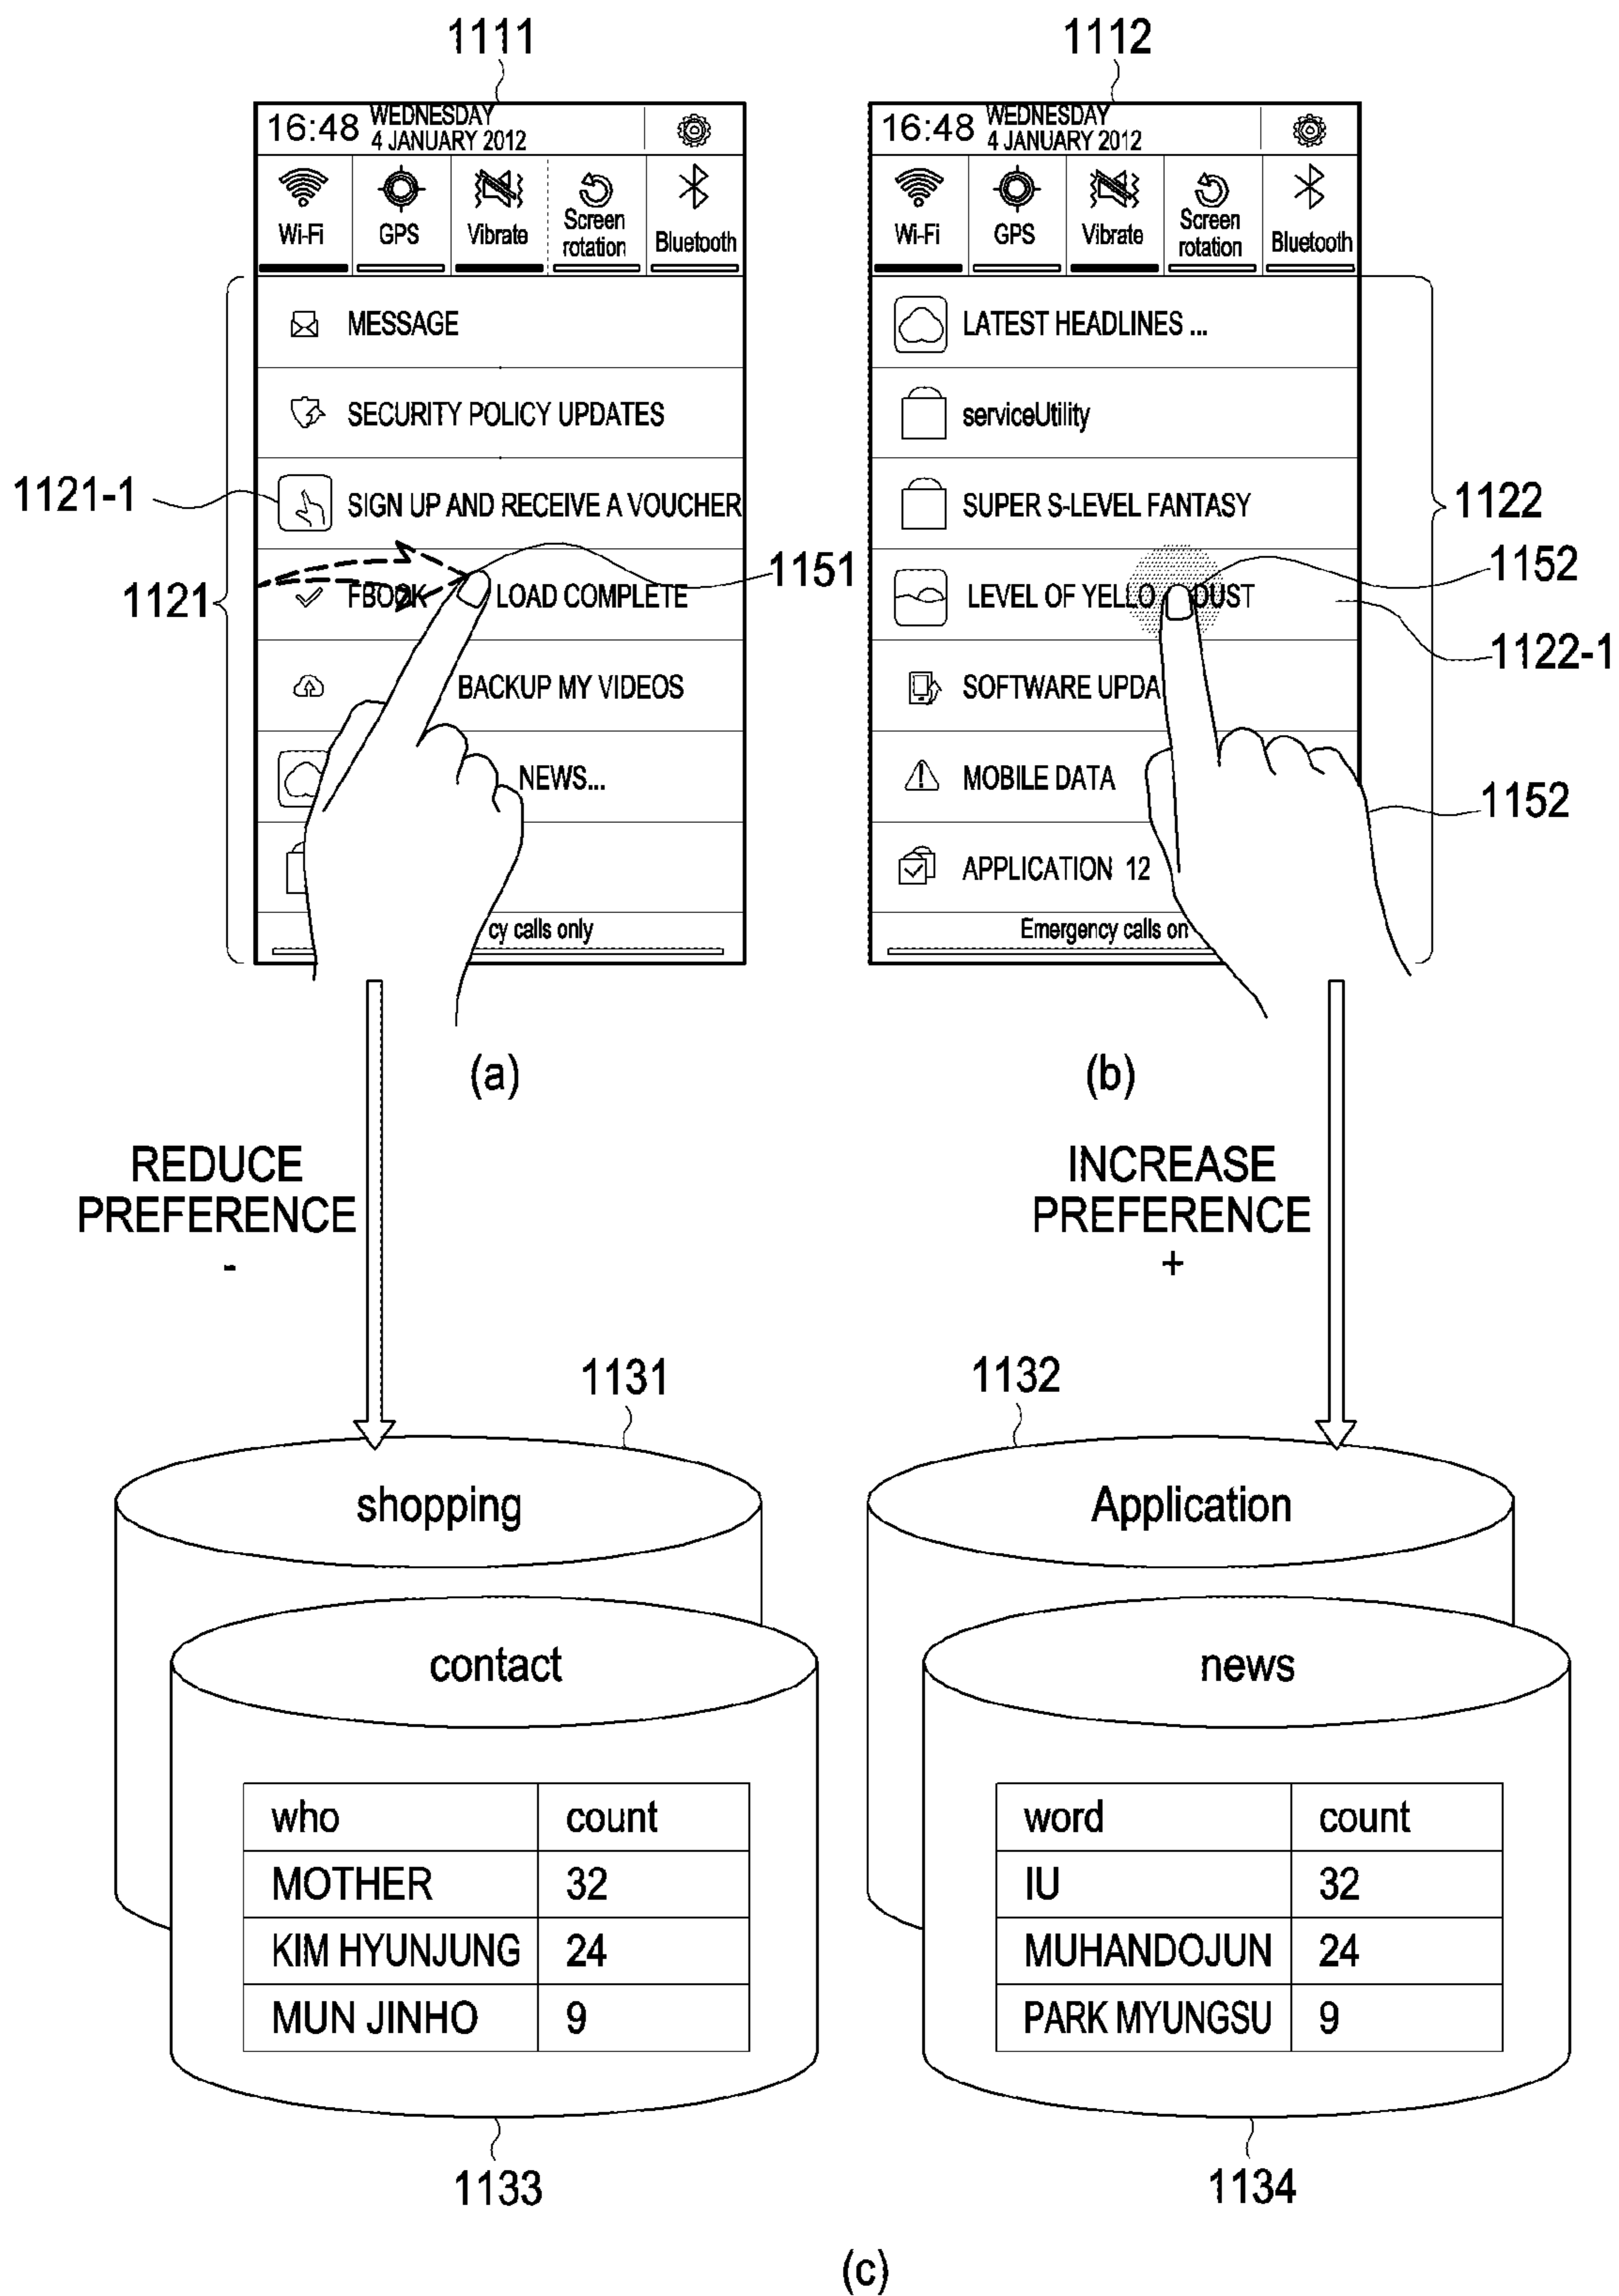 1111
1112
16:48 WEDNESDAY
4 JANUARY 2012
Wi-Fi GPS Vibrate Screen rotation Bluetooth
MESSAGE
SECURITY POLICY UPDATES
1121-1
SIGN UP AND RECEIVE A VOUCHER
1121
FBOOK LOAD COMPLETE
1151
BACKUP MY VIDEOS
NEWS...
cy calls only
(a)
16:48 WEDNESDAY
4 JANUARY 2012
Wi-Fi GPS Vibrate Screen rotation Bluetooth
LATEST HEADLINES ...
serviceUtility
SUPER S-LEVEL FANTASY
1122
1152
LEVEL OF YELLO DUST
1122-1
SOFTWARE UPDA
MOBILE DATA
1152
APPLICATION 12
Emergency calls on
(b)
REDUCE
PREFERENCE
-
INCREASE
PREFERENCE
+
1131
1132
shopping
Application
contact
who count
MOTHER 32
KIM HYUNJUNG 24
MUN JINHO 9
1133
news
word count
IU 32
MUHANDOJUN 24
PARK MYUNGSU 9
1134
(c)